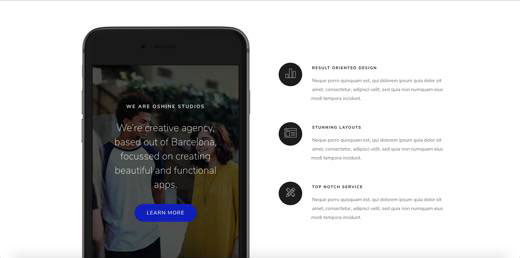 WE ARE OSHINE STUDIOS
We're creative agency,
based out of Barcelona,
focussed on creating
beautiful and functional
apps.
LEARN MORE
RESULT ORIENTED DESIGN
Neque porro quisquam est, qui dolorem ipsum quia dolor sit
amet, consectetur, adipisci velit, sed quia non numquam eius
modi tempora incidunt.
STUNNING LAYOUTS
Neque porro quisquam est, qui dolorem ipsum quia dolor sit
amet, consectetur, adipisci velit, sed quia non numquam eius
modi tempora incidunt.
TOP NOTCH SERVICE
Neque porro quisquam est, qui dolorem ipsum quia dolor sit
amet, consectetur, adipisci velit, sed quia non numquam eius
modi tempora incidunt.